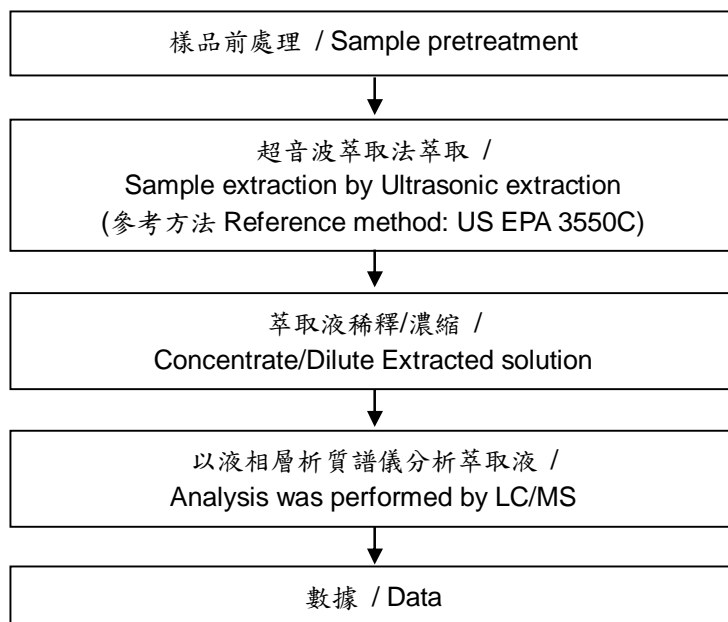 樣品前處理 / Sample pretreatment
超音波萃取法萃取 /
Sample extraction by Ultrasonic extraction
(參考方法 Reference method: US EPA 3550C)
萃取液稀釋/濃縮 /
Concentrate/Dilute Extracted solution
以液相層析質譜儀分析萃取液 /
Analysis was performed by LC/MS
數據 / Data